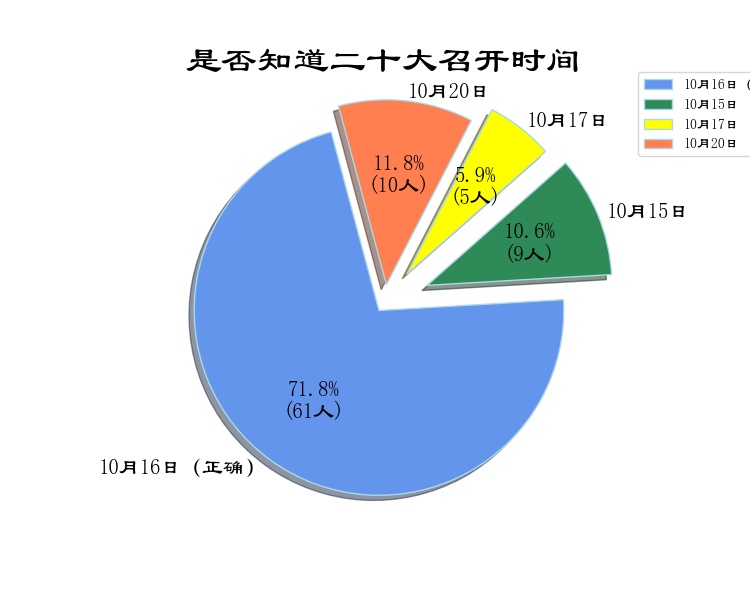 是否知道二十大召开时间
10月20日
10月17日
10月15日
10月16日（正确）
11.8%
(10人)
5.9%
(5人)
10.6%
(9人)
71.8%
(61人)
10月16日（
10月15日
10月17日
10月20日